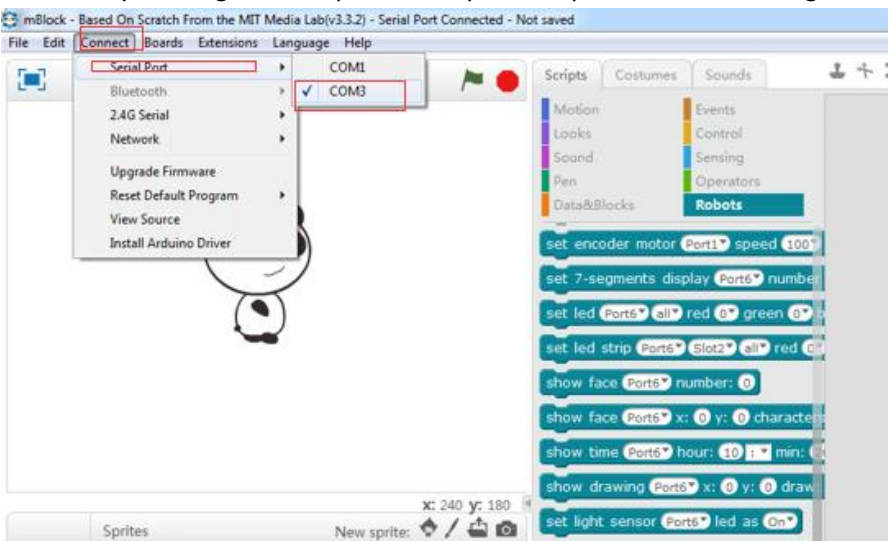 mBlock - Based On Scratch From the MIT Media Lab(v3.3.2) - Serial Port Connected - Not saved
File Edit Connect Boards Extensions Language Help
Serial Port
Bluetooth
2.4G Serial
Network
Upgrade Firmware
Reset Default Program
View Source
Install Arduino Driver
COM1
COM3
Scripts Costumes Sounds
Motion Events
Looks Control
Sound Sensing
Pen Operators
Data&Blocks Robots
set encoder motor Port1 speed 100
set 7-segments display Port6 number
set led Port6 all red 0 green 0
set led strip Port6 Slot2 all red
show face Port6 number: 0
show face Port6 x: 0 y: 0 characters
show time Port6 hour: 10 : min:
show drawing Port6 x: 0 y: 0 draw
set light sensor Port6 led as On
x: 240 y: 180
Sprites New sprite: